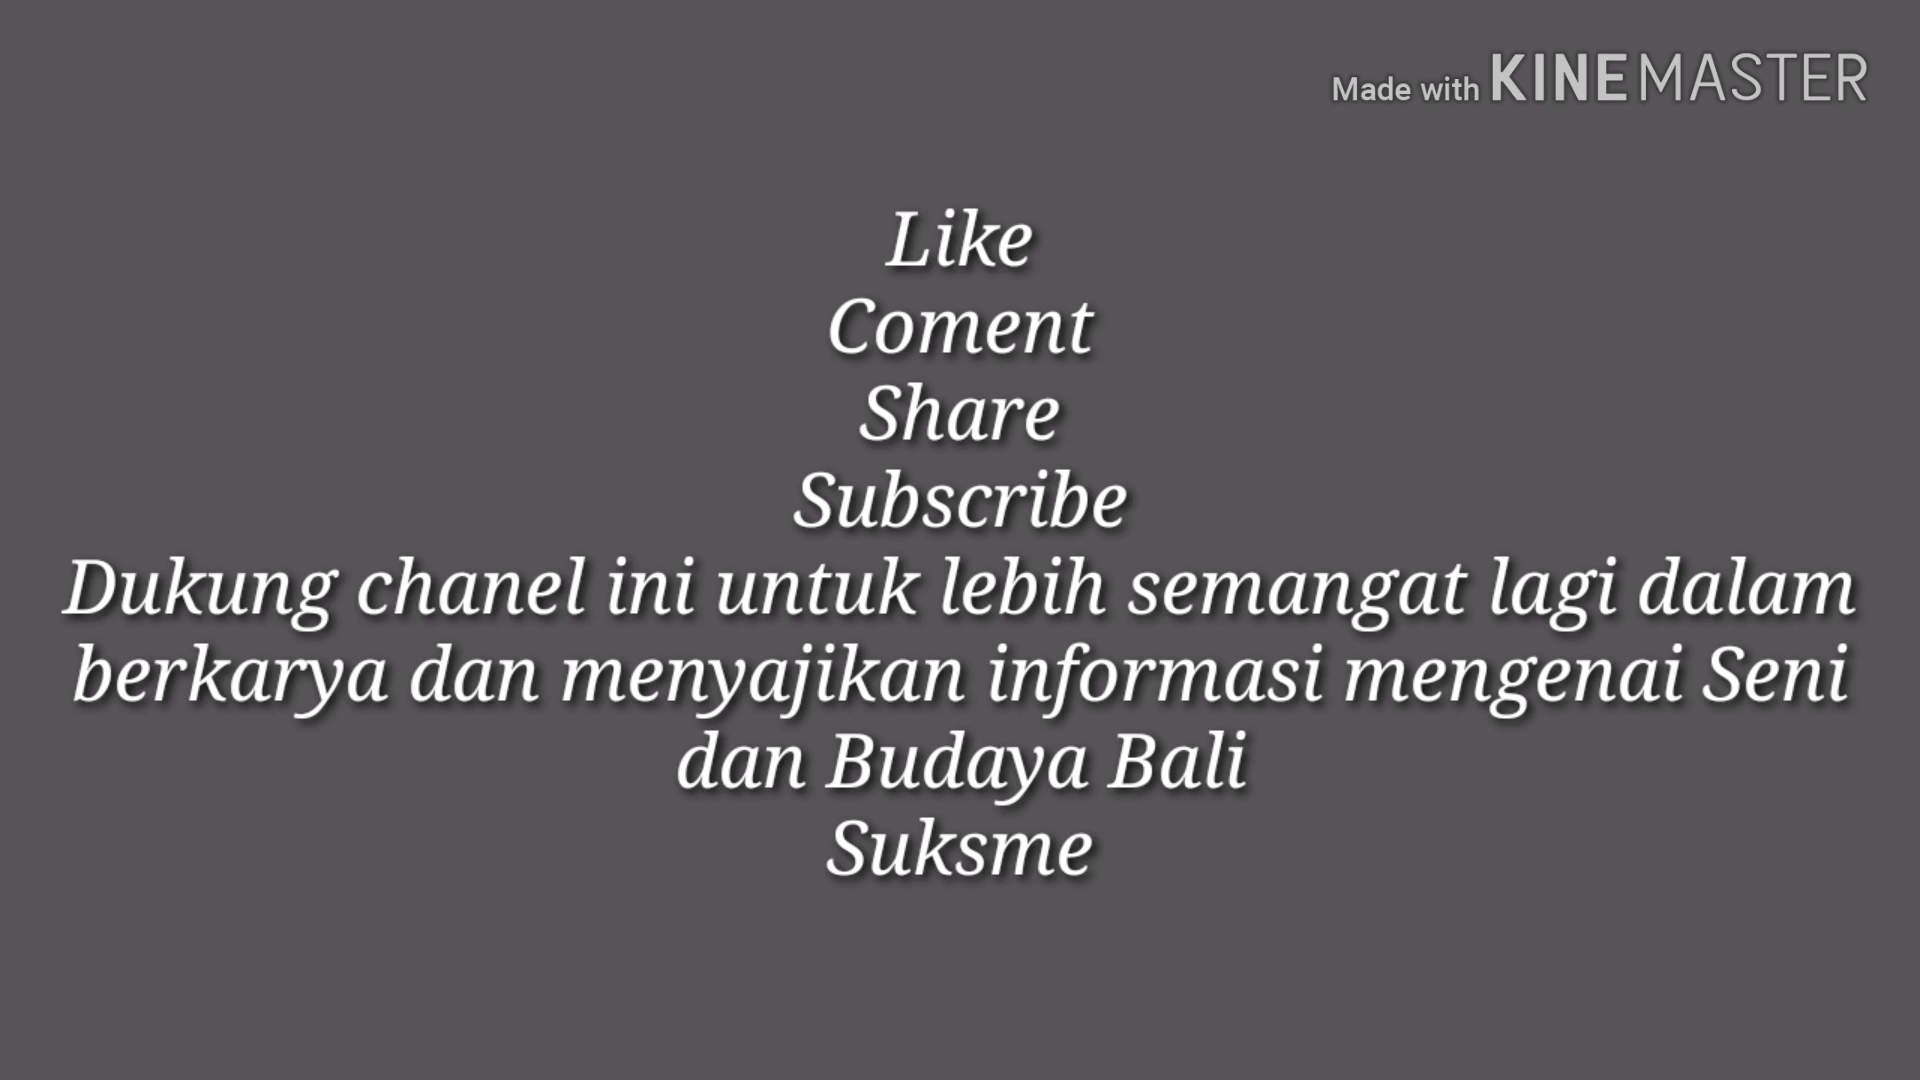 Made with KINEMASTER
Like
Coment
Share
Subscribe
Dukung chanel ini untuk lebih semangat lagi dalam
berkarya dan menyajikan informasi mengenai Seni
dan Budaya Bali
Suksme